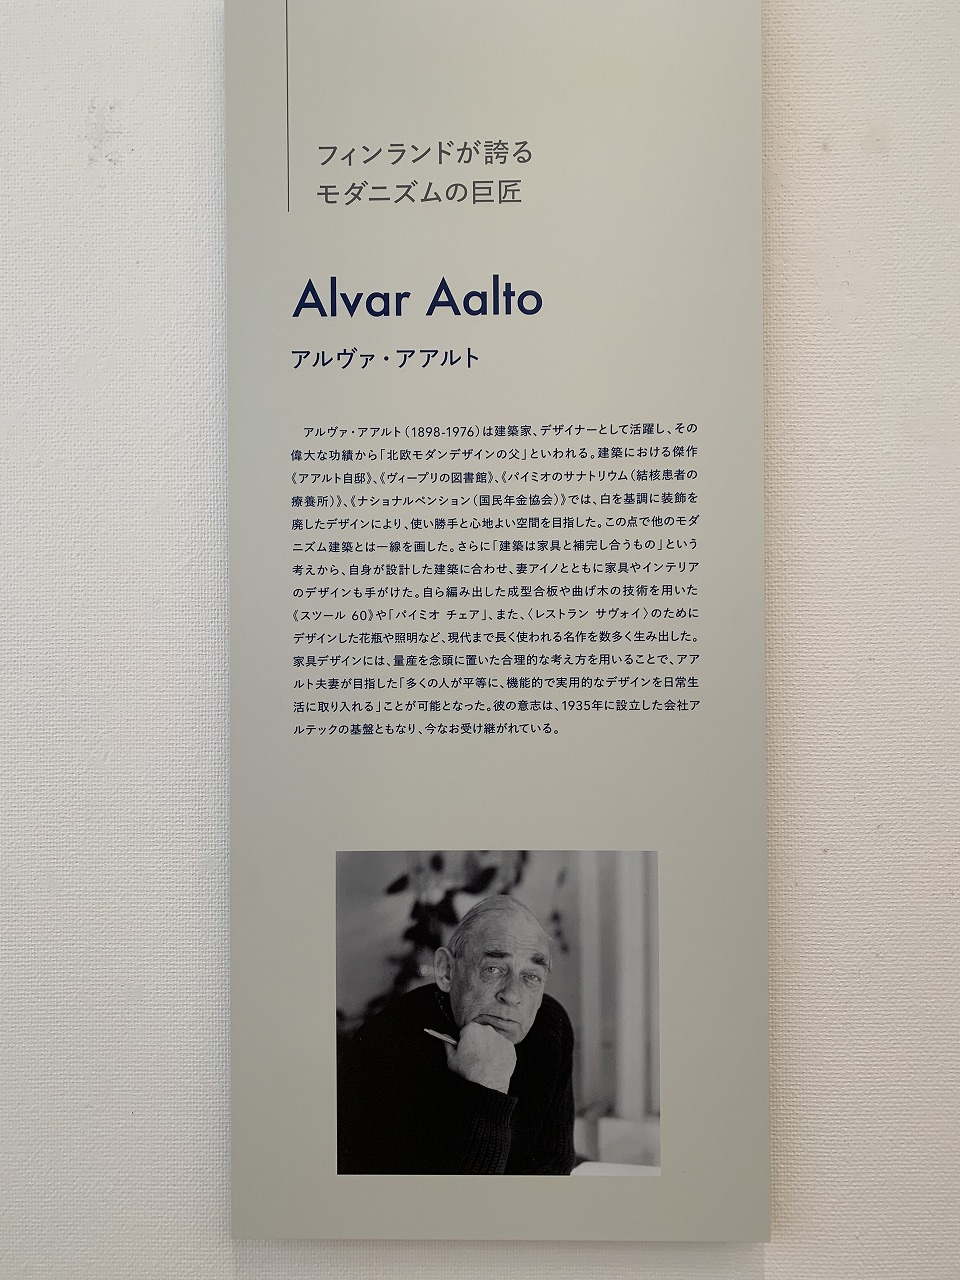 フィンランドが誇る
モダニズムの巨匠
Alvar Aalto
アルヴァ・アアルト
アルヴァ・アアルト(1898-1976)は建築家、デザイナーとして活躍し、その
偉大な功績から「北欧モダンデザインの父」といわれる。建築における傑作
《アアルト自邸》、《ヴィープリの図書館》、《パイミオのサナトリウム(結核患者の
療養所)》、《ナショナルペンション(国民年金協会)》では、白を基調に装飾を
廃したデザインにより、使い勝手と心地よい空間を目指した。この点で他のモダ
ニズム建築とは一線を画した。さらに「建築は家具と補完し合うもの」という
考えから、自身が設計した建築に合わせ、妻アイノとともに家具やインテリア
のデザインも手がけた。自ら編み出した成型合板や曲げ木の技術を用いた
《スツール 60》や「パイミオ チェア」、また、〈レストラン サヴォイ〉のために
デザインした花瓶や照明など、現代まで長く使われる名作を数多く生み出した。
家具デザインには、量産を念頭に置いた合理的な考え方を用いることで、アア
ルト夫妻が目指した「多くの人が平等に、機能的で実用的なデザインを日常生
活に取り入れる」ことが可能となった。彼の意志は、1935年に設立した会社ア
ルテックの基盤ともなり、今なお受け継がれている。